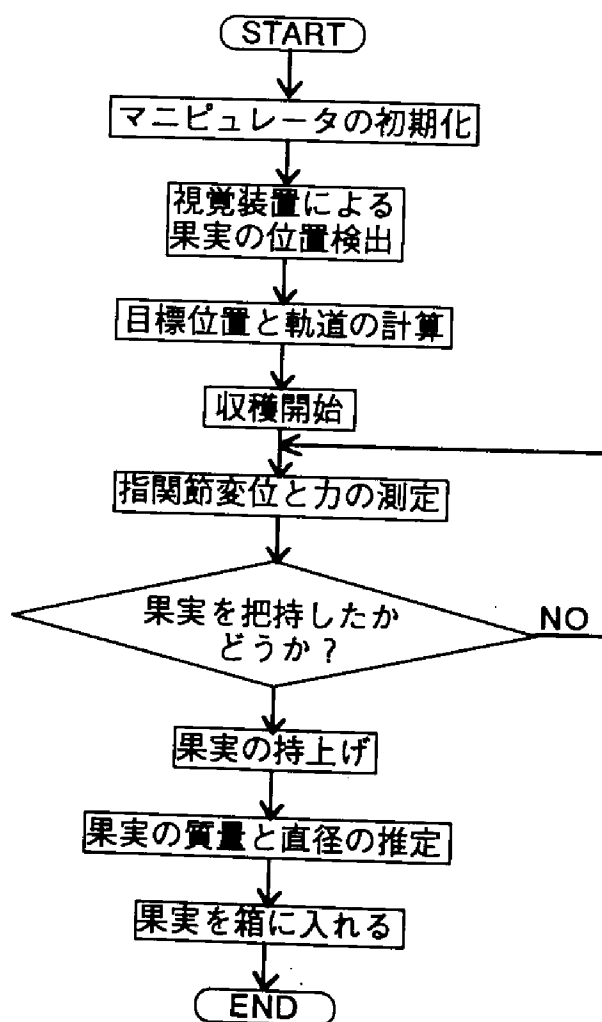 START
マニピュレータの初期化
視覚装置による
果実の位置検出
目標位置と軌道の計算
収穫開始
指関節変位と力の測定
果実を把持したか
どうか？
NO
果実の持上げ
果実の質量と直径の推定
果実を箱に入れる
END